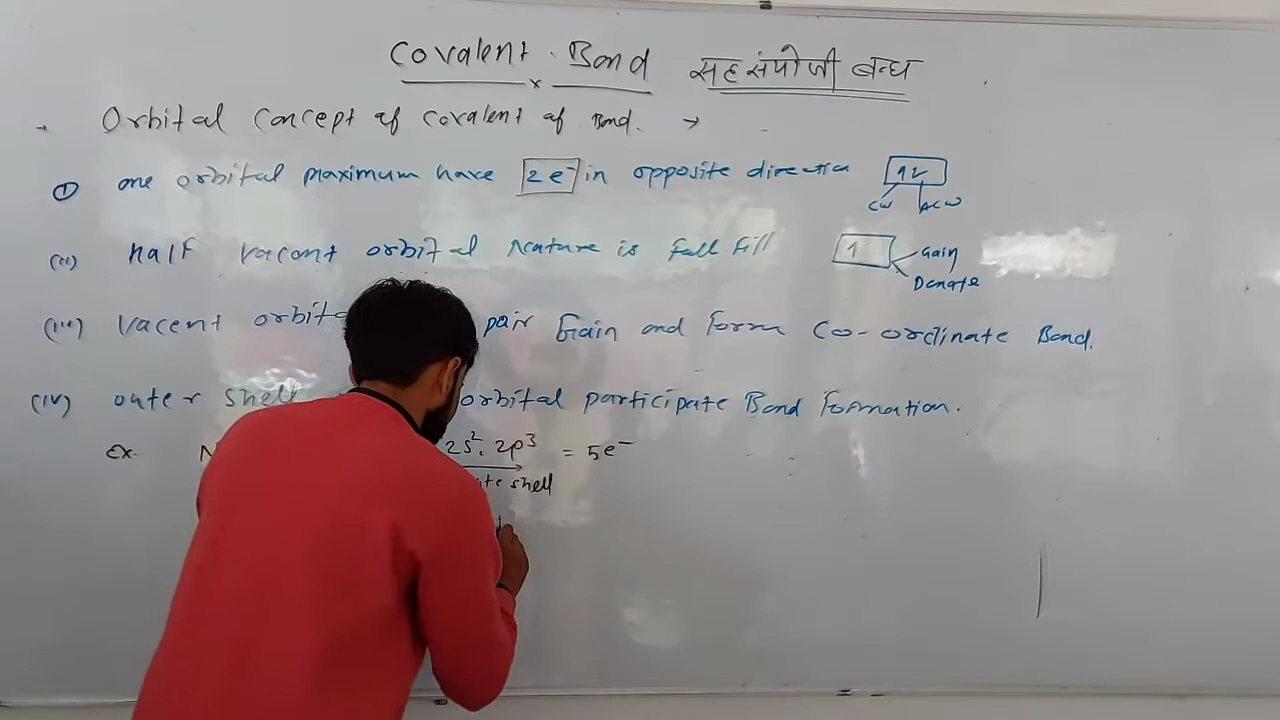 Covalent Bond सहसंयोजी बन्ध
Orbital Concept of Covalent of Bond. →
① one orbital maximum have 2e⁻ in opposite direction 1 CW ACW
(ii) half vacant orbital Nature is full fill 1 Gain Donate
(iii) Vacent pair Gain and Form Co-ordinate Bond.
(iv) outer shell orbital participate Bond Formation.
Ex. N 2s². 2p³ = 5e⁻
shell